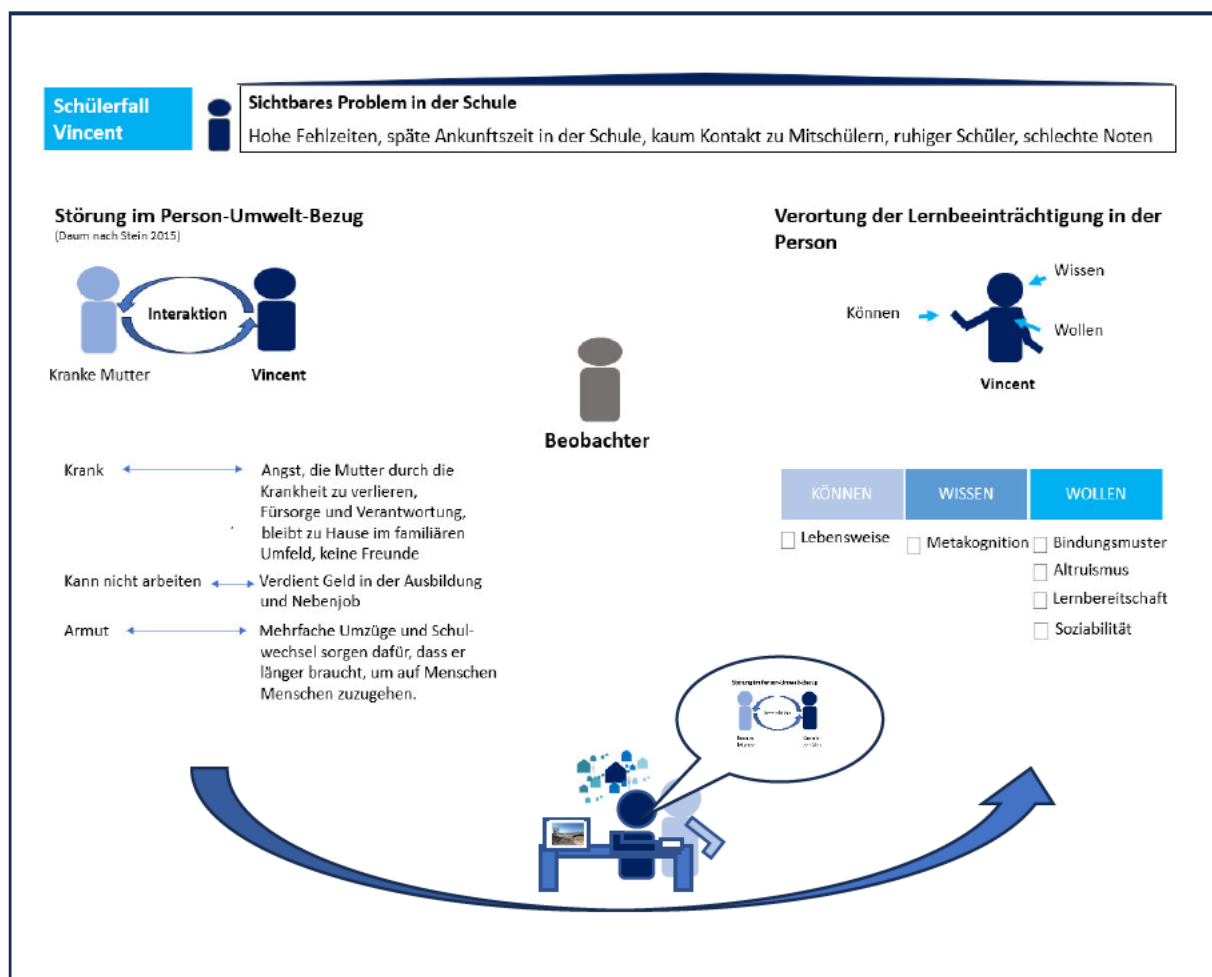 Schülerfall
Vincent
Sichtbares Problem in der Schule
Hohe Fehlzeiten, späte Ankunftszeit in der Schule, kaum Kontakt zu Mitschülern, ruhiger Schüler, schlechte Noten
Störung im Person-Umwelt-Bezug
(Daum nach Stein 2015)
Interaktion
Kranke Mutter
Vincent
Verortung der Lernbeeinträchtigung in der
Person
Wissen
Können
Wollen
Vincent
Beobachter
Krank
Angst, die Mutter durch die
Krankheit zu verlieren,
Fürsorge und Verantwortung,
bleibt zu Hause im familiären
Umfeld, keine Freunde
Kann nicht arbeiten
Verdient Geld in der Ausbildung
und Nebenjob
Armut
Mehrfache Umzüge und Schul-
wechsel sorgen dafür, dass er
länger braucht, um auf Menschen
Menschen zuzugehen.
KÖNNEN
WISSEN
WOLLEN
Lebensweise
Metakognition
Bindungsmuster
Altruismus
Lernbereitschaft
Soziabilität
Störung im Person-Umwelt-Bezug